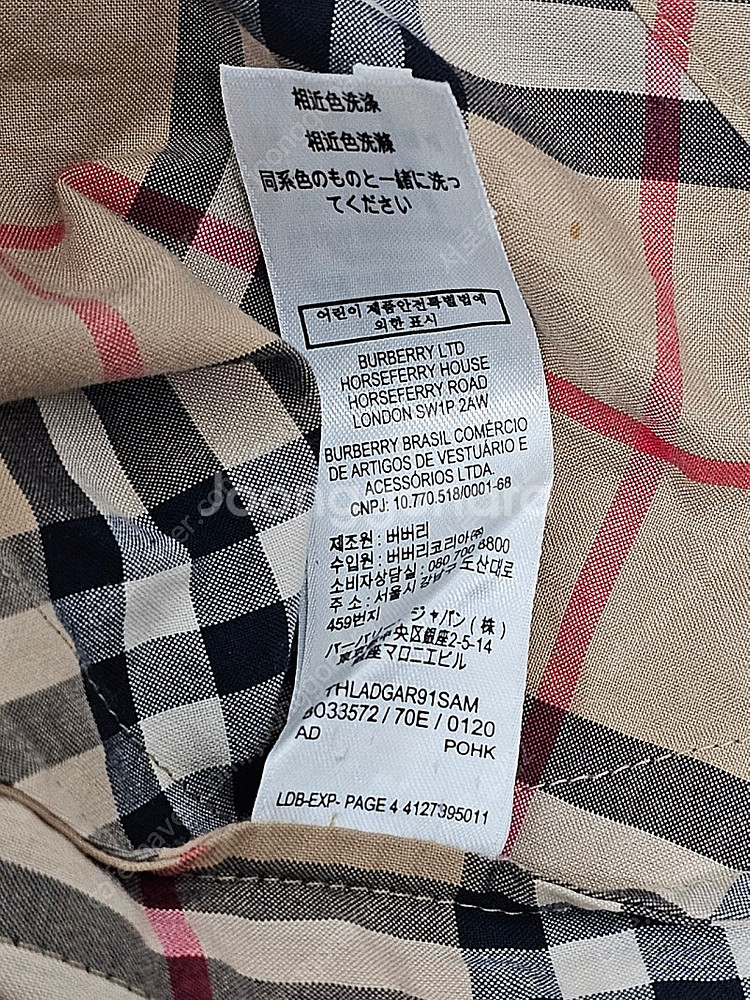 相近色洗涤
相近色洗滌
同系色のものと一緒に洗っ
てください
어린이 제품안전특별법에
의한 표시
BURBERRY LTD
HORSEFERRY HOUSE
HORSEFERRY ROAD
LONDON SW1P 2AW
BURBERRY BRASIL COMÉRCIO
DE ARTIGOS DE VESTUÁRIO E
ACESSÓRIOS LTDA.
CNPJ: 10.770.518/0001-68
제조원 : 버버리
수입원 : 버버리코리아㈜
소비자상담실 : 080 700 8800
주 소 : 서울시 강남구 도산대로
459번지
ジャパン(株)
中央区銀座2-5-14
マロニエビル
THLADGAR91SAM
8033572 / 70E / 0120
AD POHK
LDB-EXP- PAGE 4 4127395011